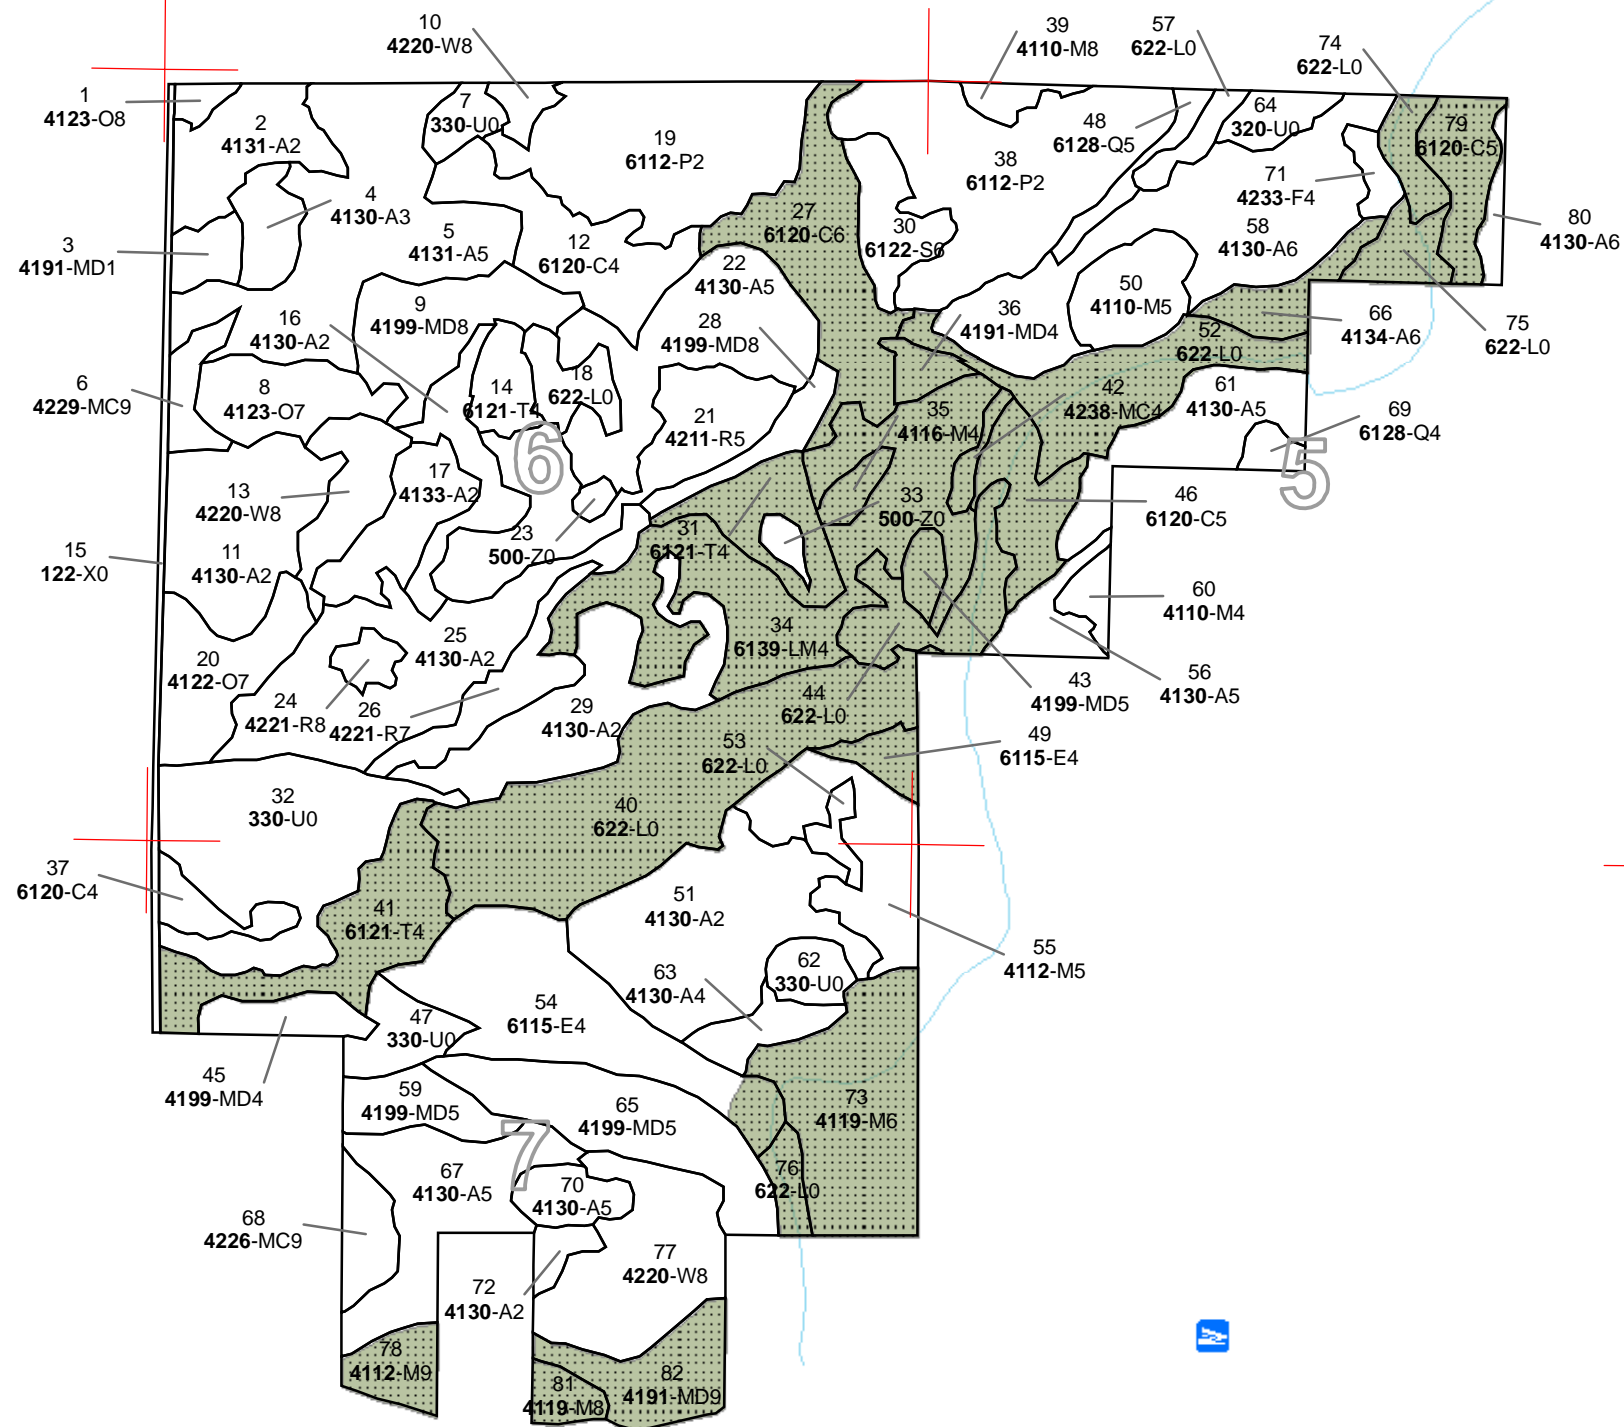 10
4220-W8
39
4110-M8
57
622-L0
74
622-L0
1
4123-O8
2
4131-A2
7
330-U0
19
6112-P2
48
6128-Q5
64
320-U0
79
6120-C5
38
6112-P2
71
4233-F4
4
4130-A3
27
6120-C6
30
6122-S6
58
4130-A6
80
4130-A6
3
4191-MD1
5
4131-A5
12
6120-C4
22
4130-A5
50
4110-M5
16
4130-A2
9
4199-MD8
28
4199-MD8
36
4191-MD4
52
622-L0
66
4134-A6
75
622-L0
6
4229-MC9
8
4123-O7
14
6121-T4
18
622-L0
21
4211-R5
35
4116-M4
42
4238-MC4
61
4130-A5
69
6128-Q4
6
5
13
4220-W8
17
4133-A2
33
500-Z0
46
6120-C5
15
122-X0
11
4130-A2
23
500-Z0
31
6121-T4
60
4110-M4
20
4122-O7
25
4130-A2
34
6139-LM4
43
4199-MD5
56
4130-A5
24
4221-R8
26
4221-R7
29
4130-A2
44
622-L0
53
622-L0
49
6115-E4
32
330-U0
40
622-L0
37
6120-C4
41
6121-T4
51
4130-A2
55
4112-M5
62
330-U0
63
4130-A4
54
6115-E4
47
330-U0
45
4199-MD4
59
4199-MD5
65
4199-MD5
73
4119-M6
7
67
4130-A5
70
4130-A5
76
622-L0
68
4226-MC9
77
4220-W8
72
4130-A2
78
4112-M9
81
4119-M8
82
4191-MD9